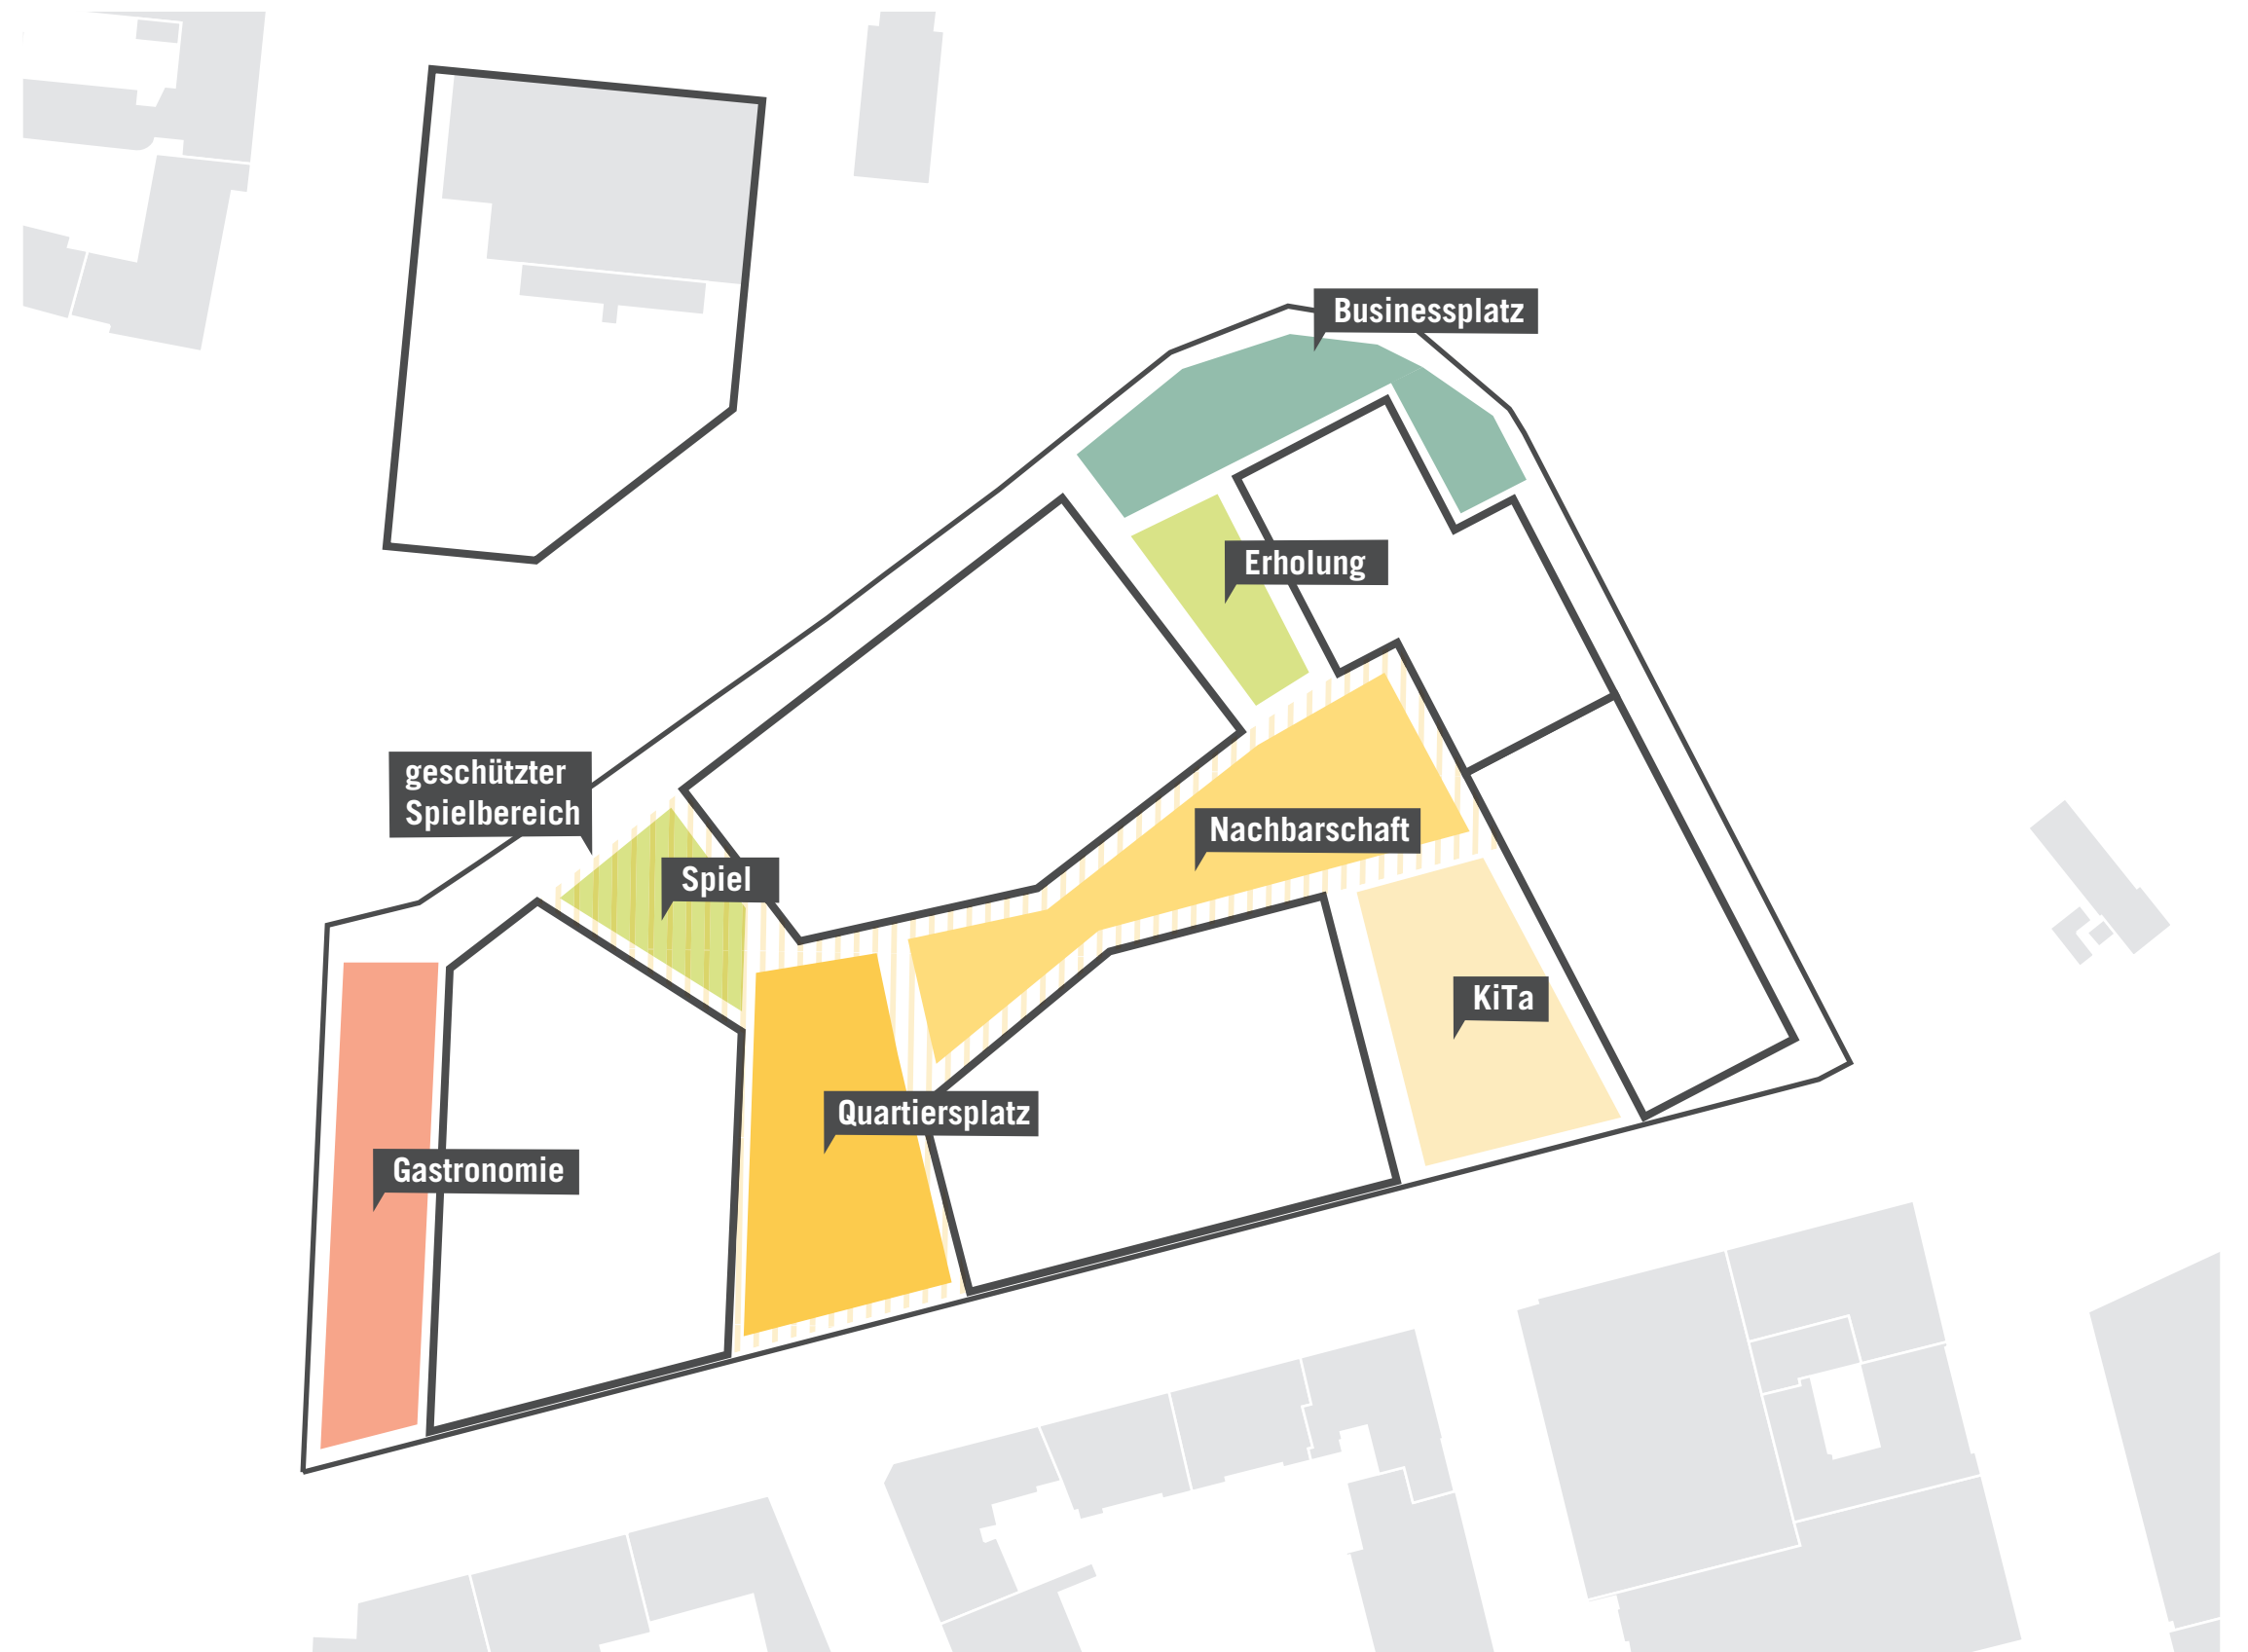 Businessplatz
Erholung
geschützter
Spielbereich
Nachbarschaft
Spiel
KiTa
Quartiersplatz
Gastronomie